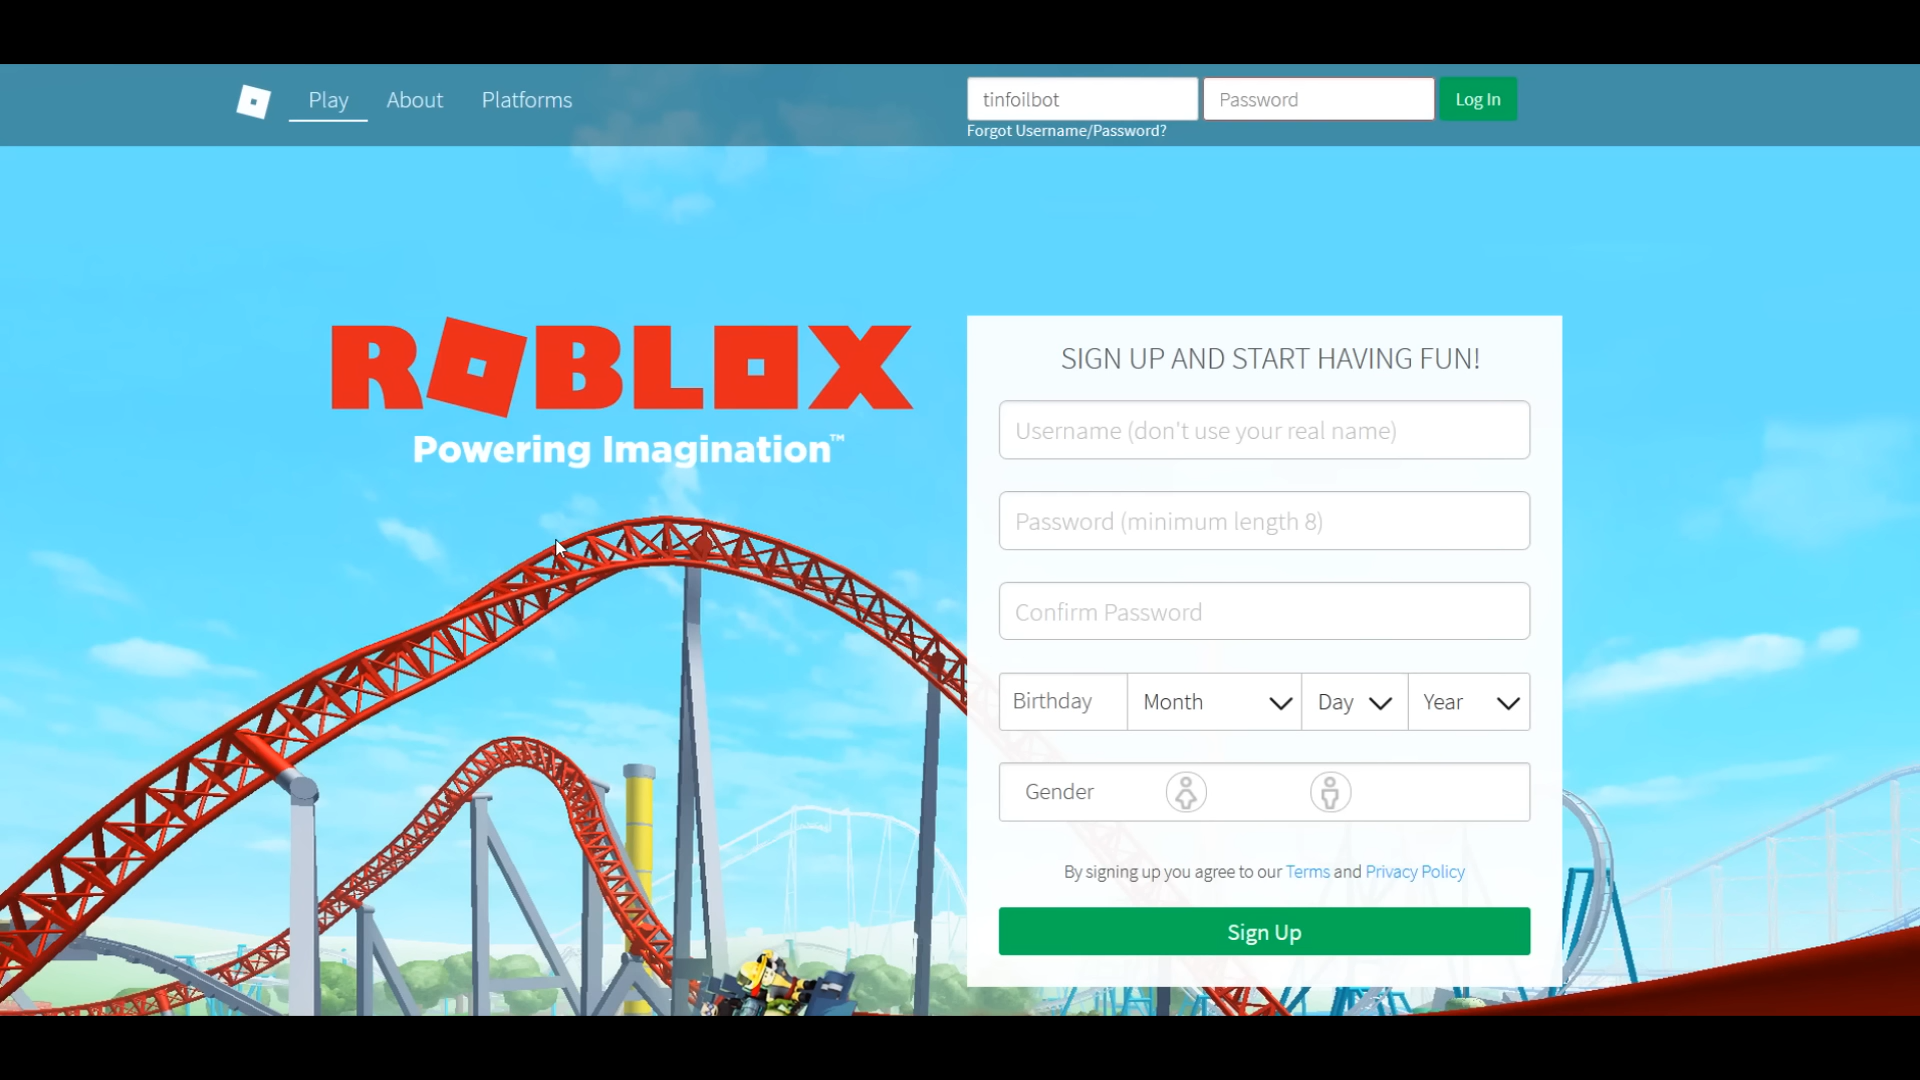 Play About Platforms
tinfoilbot Password Log In
Forgot Username/Password?
ROBLOX
Powering Imagination™
SIGN UP AND START HAVING FUN!
Username (don't use your real name)
Password (minimum length 8)
Confirm Password
Birthday Month Day Year
Gender
By signing up you agree to our Terms and Privacy Policy
Sign Up